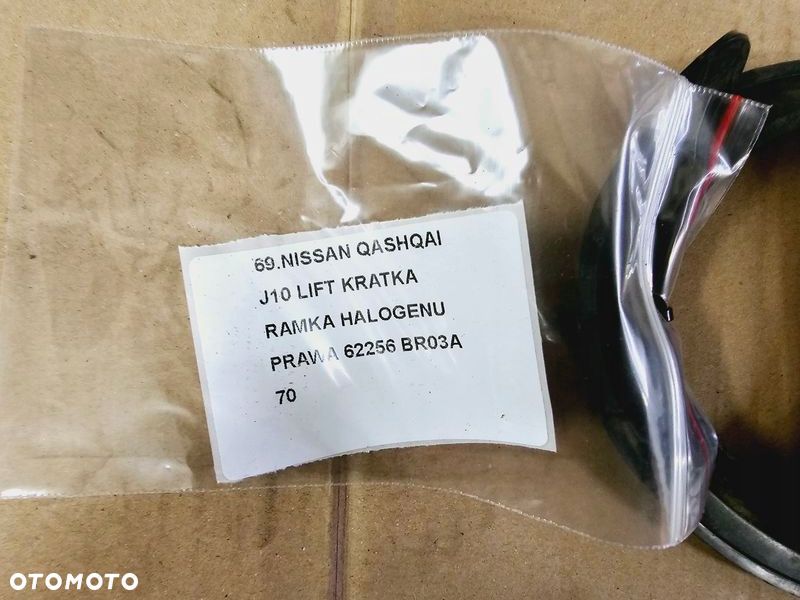 69.NISSAN QASHQAI
J10 LIFT KRATKA
RAMKA HALOGENU
PRAWA 62256 BR03A
70
OTOMOTO